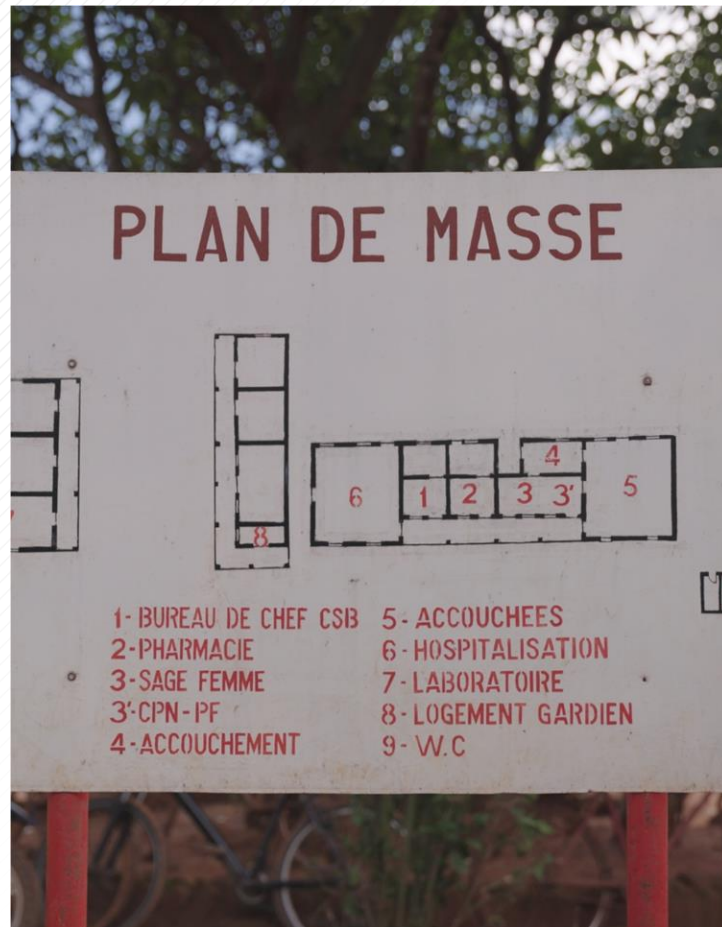 PLAN DE MASSE
4
6
1
2
3
3'
5
8
1- BUREAU DE CHEF CSB
2- PHARMACIE
3- SAGE FEMME
3'- CPN-PF
4- ACCOUCHEMENT
5- ACCOUCHEES
6- HOSPITALISATION
7- LABORATOIRE
8- LOGEMENT GARDIEN
9- W.C